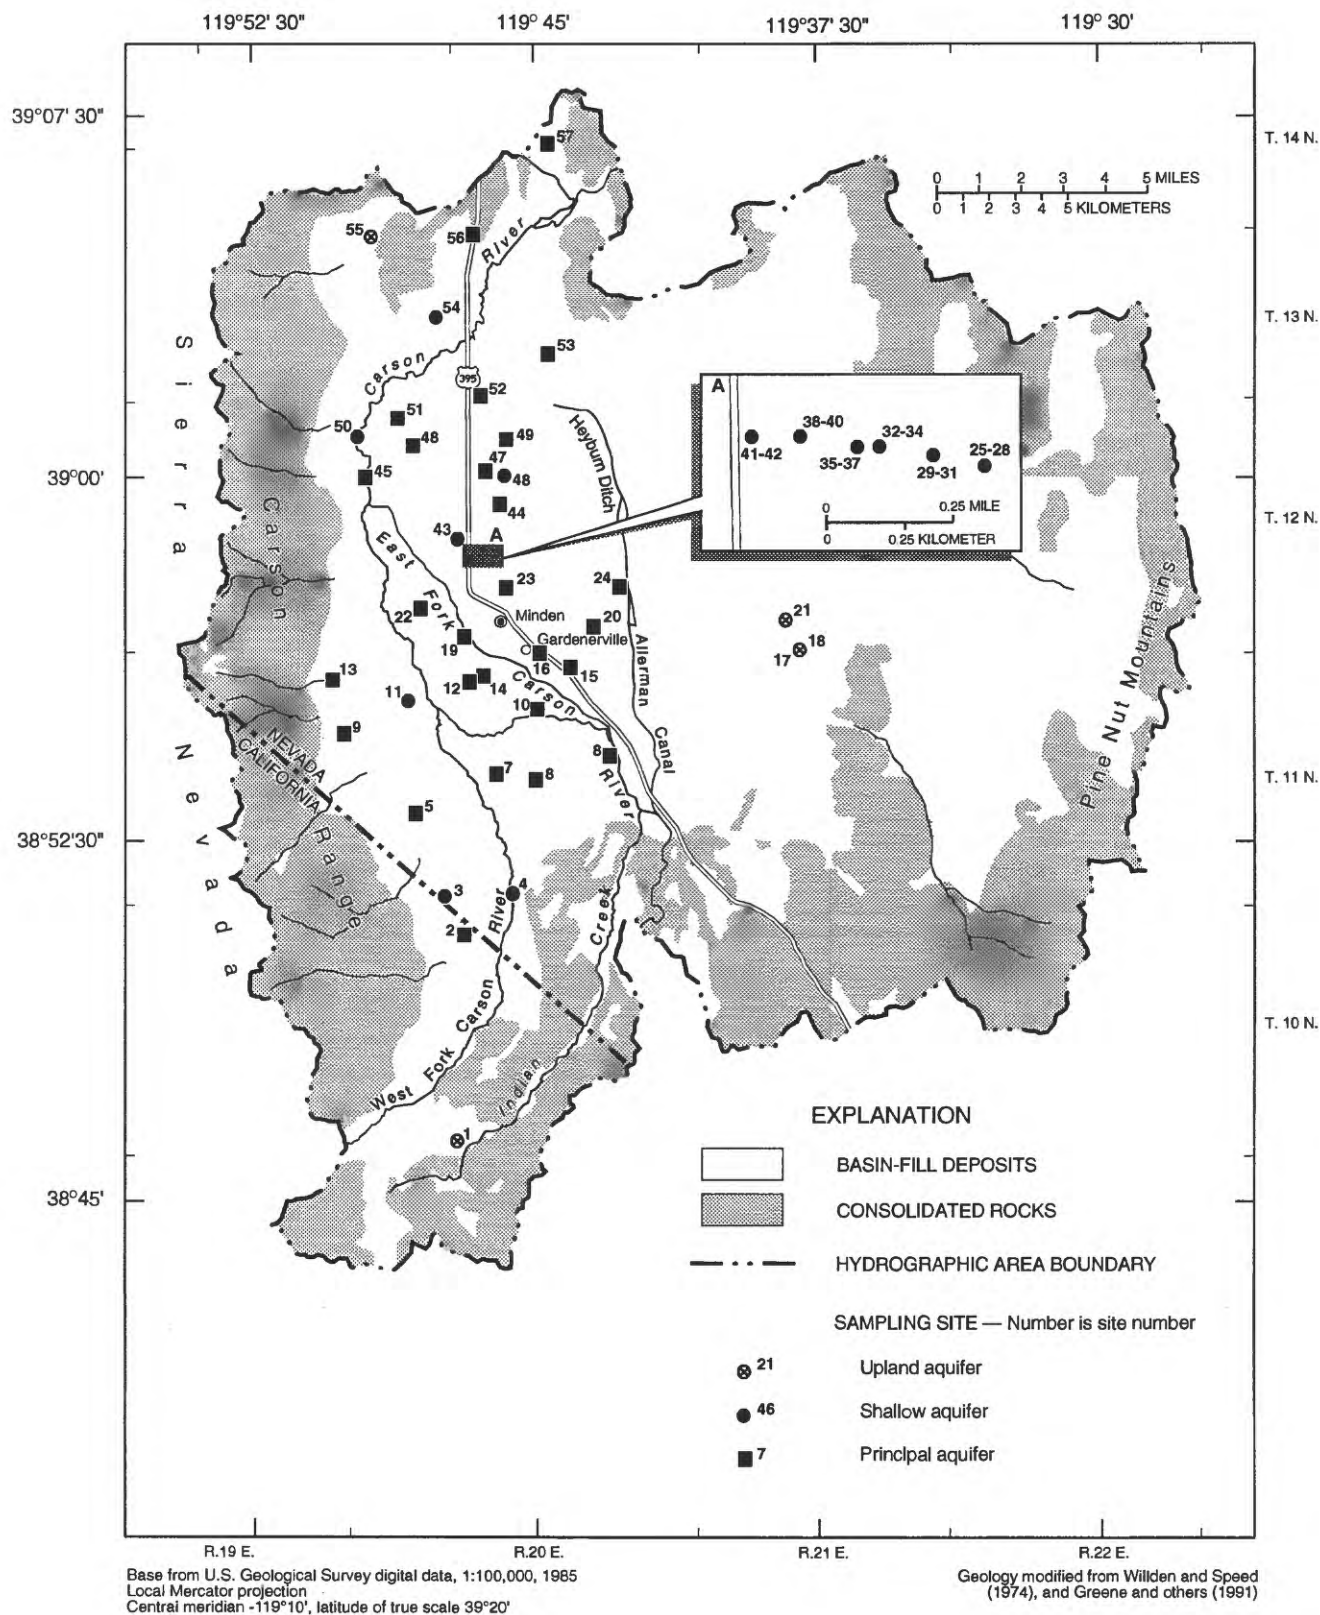 119°52' 30"
119° 45'
119°37' 30"
119° 30'
39°07' 30"
T. 14 N.
57
0 1 2 3 4 5 MILES
0 1 2 3 4 5 KILOMETERS
55
56
River
54
T. 13 N.
Sierra
53
Carson
395
A
52
51
50
48
49
38-40
32-34
25-28
41-42
35-37
29-31
Heyburn Ditch
47
45
48
39°00'
44
0 0.25 MILE
0 0.25 KILOMETER
T. 12 N.
Carson
43
A
East
Fork
23
24
22
Minden
20
21
19
Gardenerville
18
17
Allerman
16
15
13
12
14
11
Carson
10
Pine Nut Mountains
9
NEVADA
CALIFORNIA
Canal
8
Nevada
7
8
River
5
T. 11 N.
38°52' 30"
Range
3
4
River
Creek
2
West Fork Carson
T. 10 N.
Indian
1
EXPLANATION
BASIN-FILL DEPOSITS
38°45'
CONSOLIDATED ROCKS
HYDROGRAPHIC AREA BOUNDARY
SAMPLING SITE — Number is site number
21 Upland aquifer
46 Shallow aquifer
7 Principal aquifer
R.19 E.
R.20 E.
R.21 E.
R.22 E.
Base from U.S. Geological Survey digital data, 1:100,000, 1985
Local Mercator projection
Central meridian -119°10', latitude of true scale 39°20'
Geology modified from Willden and Speed
(1974), and Greene and others (1991)